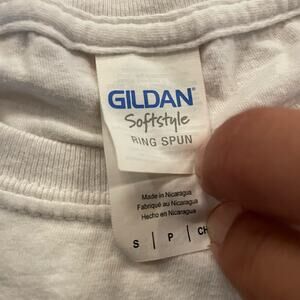 GILDAN®
Softstyle
RING SPUN
Made in Nicaragua
Fabriqué au Nicaragua
Hecho en Nicaragua
S | P | CH